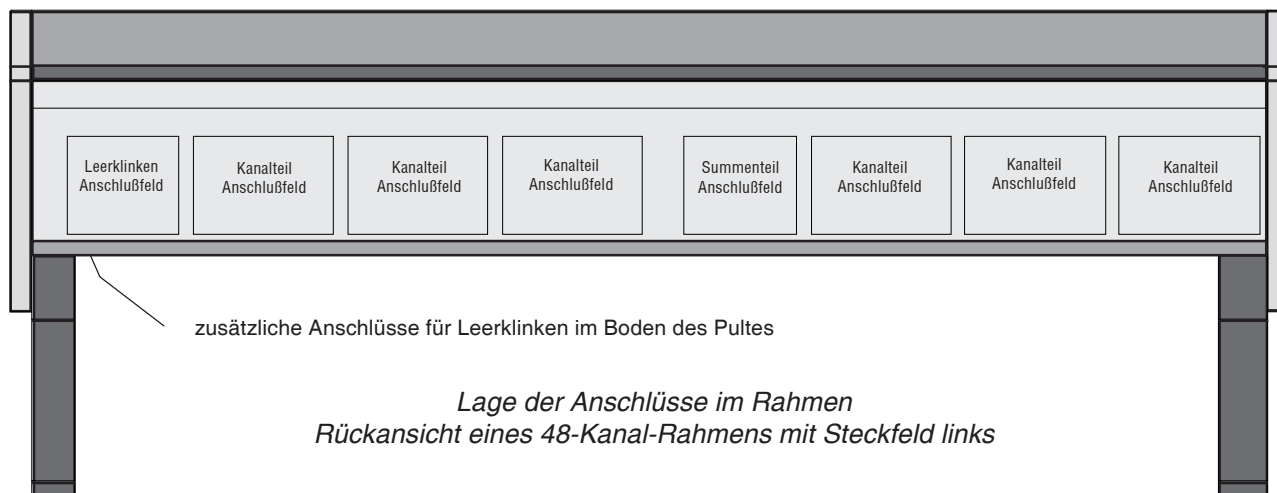 Leerklinken
Anschlußfeld
Kanalteil
Anschlußfeld
Kanalteil
Anschlußfeld
Kanalteil
Anschlußfeld
Summenteil
Anschlußfeld
Kanalteil
Anschlußfeld
Kanalteil
Anschlußfeld
Kanalteil
Anschlußfeld
zusätzliche Anschlüsse für Leerklinken im Boden des Pultes
Lage der Anschlüsse im Rahmen
Rückansicht eines 48-Kanal-Rahmens mit Steckfeld links